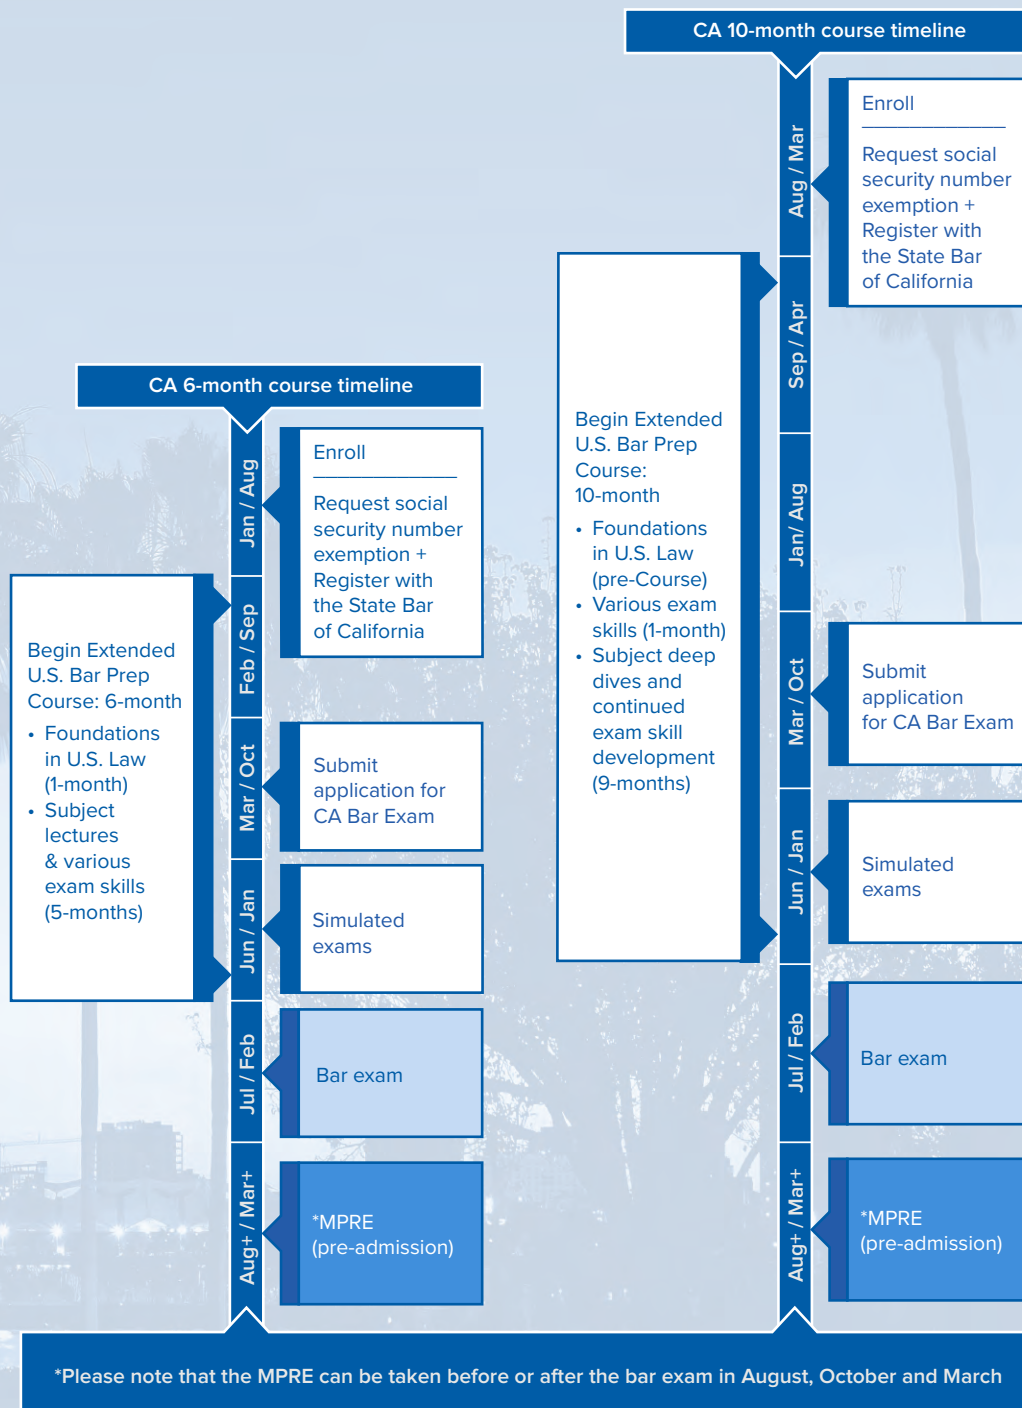 CA 6-month course timeline
Jan / Aug
Enroll
Request social
security number
exemption +
Register with
the State Bar
of California
Feb / Sep
Begin Extended
U.S. Bar Prep
Course: 6-month
• Foundations
in U.S. Law
(1-month)
• Subject
lectures
& various
exam skills
(5-months)
Mar / Oct
Submit
application for
CA Bar Exam
Jun / Jan
Simulated
exams
Jul / Feb
Bar exam
Aug+ / Mar+
*MPRE
(pre-admission)
CA 10-month course timeline
Aug / Mar
Enroll
Request social
security number
exemption +
Register with
the State Bar
of California
Sep / Apr
Begin Extended
U.S. Bar Prep
Course:
10-month
• Foundations
in U.S. Law
(pre-Course)
• Various exam
skills (1-month)
• Subject deep
dives and
continued
exam skill
development
(9-months)
Jan/ Aug
Mar / Oct
Submit
application
for CA Bar Exam
Jun / Jan
Simulated
exams
Jul / Feb
Bar exam
Aug+ / Mar+
*MPRE
(pre-admission)
*Please note that the MPRE can be taken before or after the bar exam in August, October and March